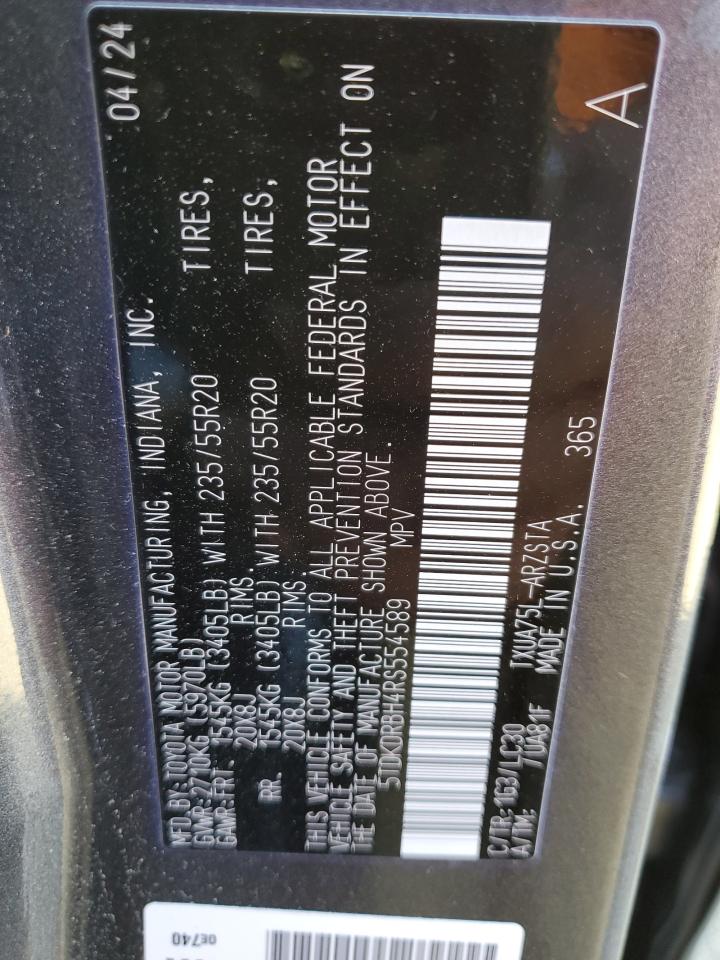 MFD.BY: TOYOTA MOTOR MANUFACTURING, INDIANA, INC. 04/24
GVWR: 2710KG (5970LB)
GAWR: FRT. 1545KG (3405LB) WITH 235/55R20 TIRES,
20X8J RIMS.
RR. 1545KG (3405LB) WITH 235/55R20 TIRES,
20X8J RIMS.
THIS VEHICLE CONFORMS TO ALL APPLICABLE FEDERAL MOTOR
VEHICLE SAFETY AND THEFT PREVENTION STANDARDS IN EFFECT ON
THE DATE OF MANUFACTURE SHOWN ABOVE.
5TDKDRBH4RS554589 MPV
C/TR: 1G3/LC30 TXUA75L-ARZSTA 365 A
A/TM: / UA81F MADE IN U.S.A.
0E740